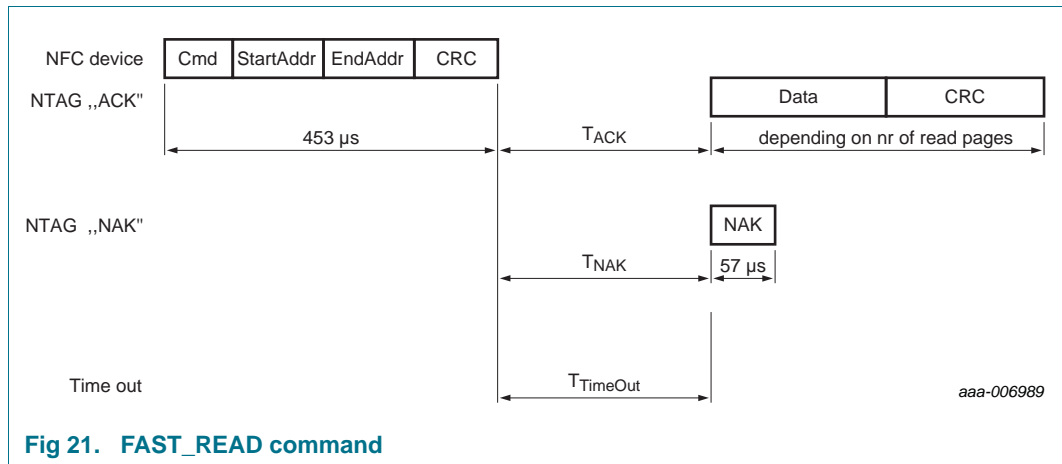 NFC device Cmd StartAddr EndAddr CRC
NTAG ,,ACK" Data CRC
453 µs TACK depending on nr of read pages
NTAG ,,NAK" NAK
TNAK 57 µs
Time out TTimeOut aaa-006989
Fig 21. FAST_READ command